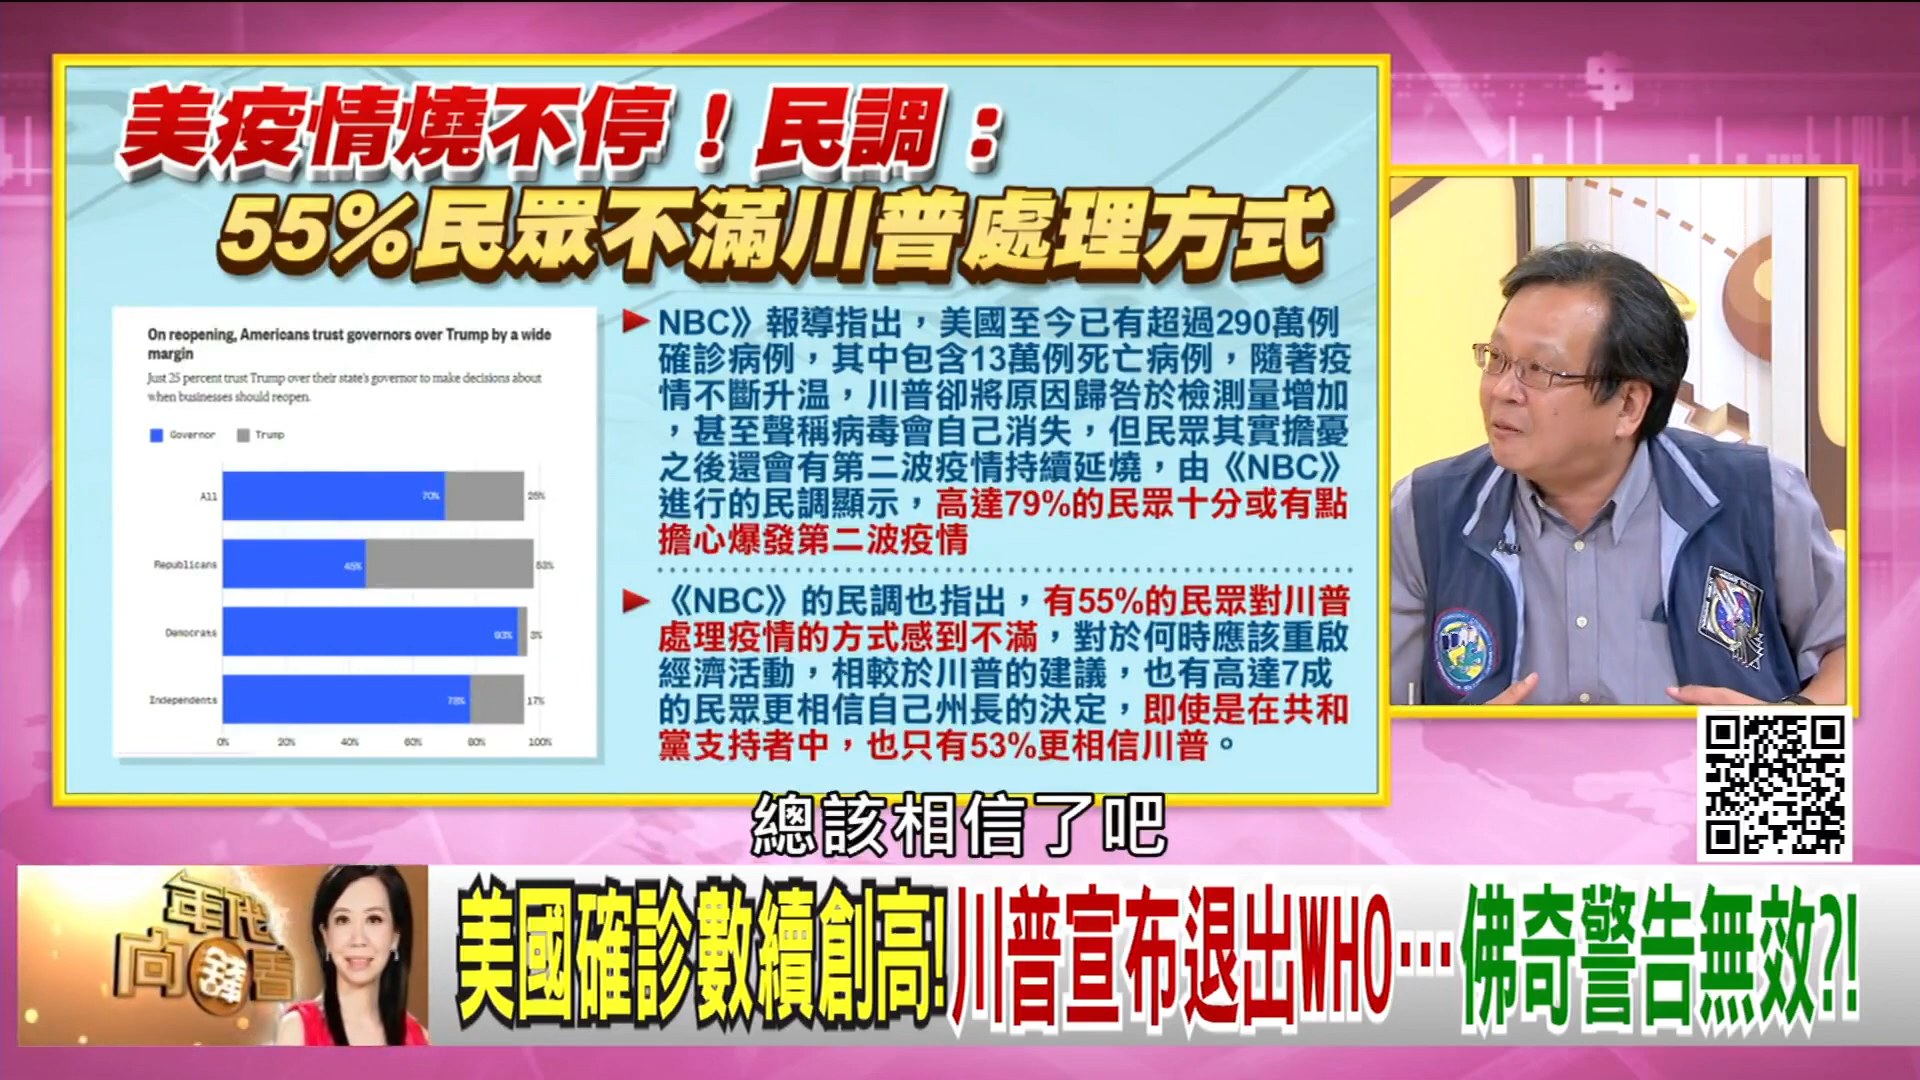 美疫情燒不停！民調：
55%民眾不滿川普處理方式
On reopening, Americans trust governors over Trump by a wide
margin
Just 25 percent trust Trump over their state's governor to make decisions about
when businesses should reopen.
Governor
Trump
All
70%
25%
Republicans
45%
53%
Democrats
93%
3%
Independents
78%
17%
0%
20%
40%
60%
80%
100%
NBC》報導指出，美國至今已有超過290萬例
確診病例，其中包含13萬例死亡病例，隨著疫
情不斷升溫，川普卻將原因歸咎於檢測量增加
，甚至聲稱病毒會自己消失，但民眾其實擔憂
之後還會有第二波疫情持續延燒，由《NBC》
進行的民調顯示，高達79%的民眾十分或有點
擔心爆發第二波疫情
《NBC》的民調也指出，有55%的民眾對川普
處理疫情的方式感到不滿，對於何時應該重啟
經濟活動，相較於川普的建議，也有高達7成
的民眾更相信自己州長的決定，即使是在共和
黨支持者中，也只有53%更相信川普。
總該相信了吧
年代
向錢看
美國確診數續創高!川普宣布退出WHO…佛奇警告無效?!